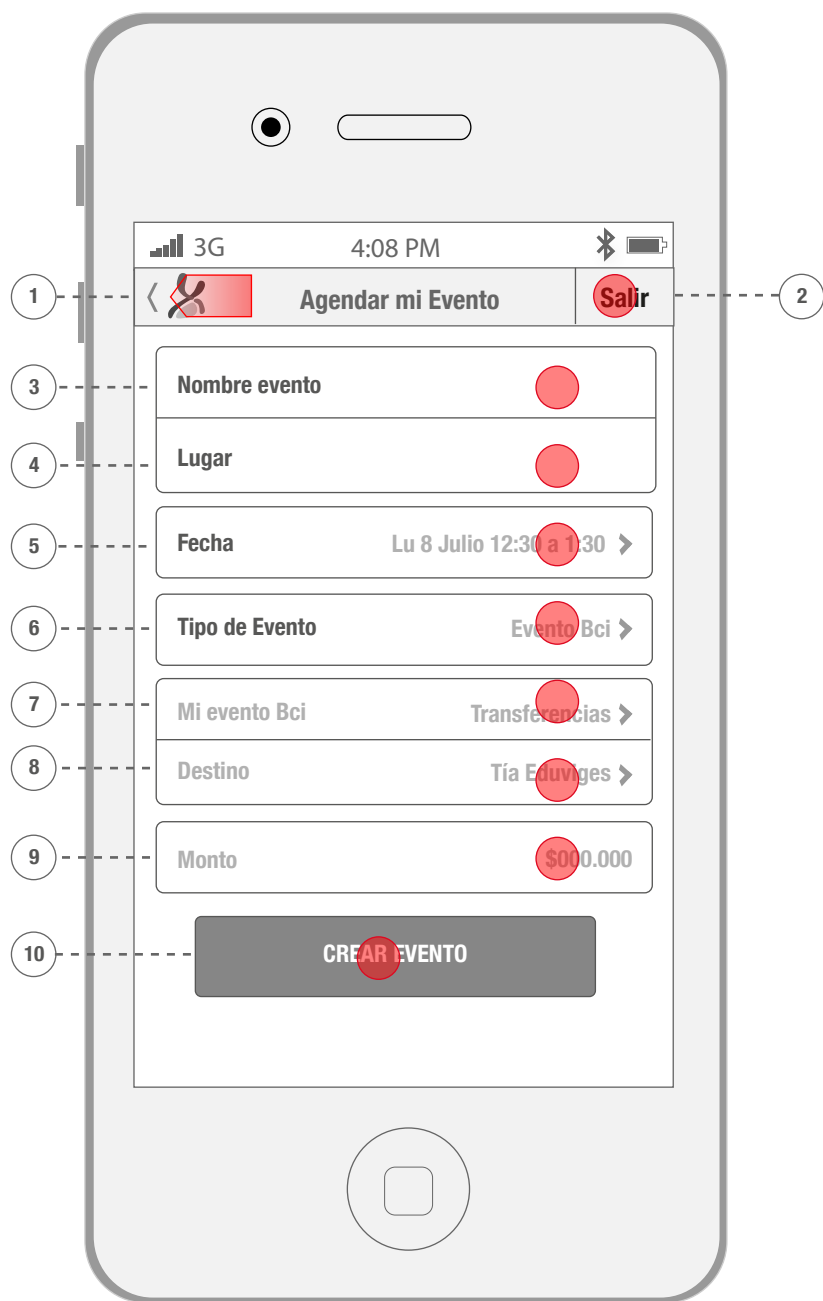 3G 4:08 PM
1 Agendar mi Evento Salir 2
3 Nombre evento
4 Lugar
5 Fecha Lu 8 Julio 12:30 a 1:30
6 Tipo de Evento Evento Bci
7 Mi evento Bci Transferencias
8 Destino Tía Eduviges
9 Monto $000.000
10 CREAR EVENTO